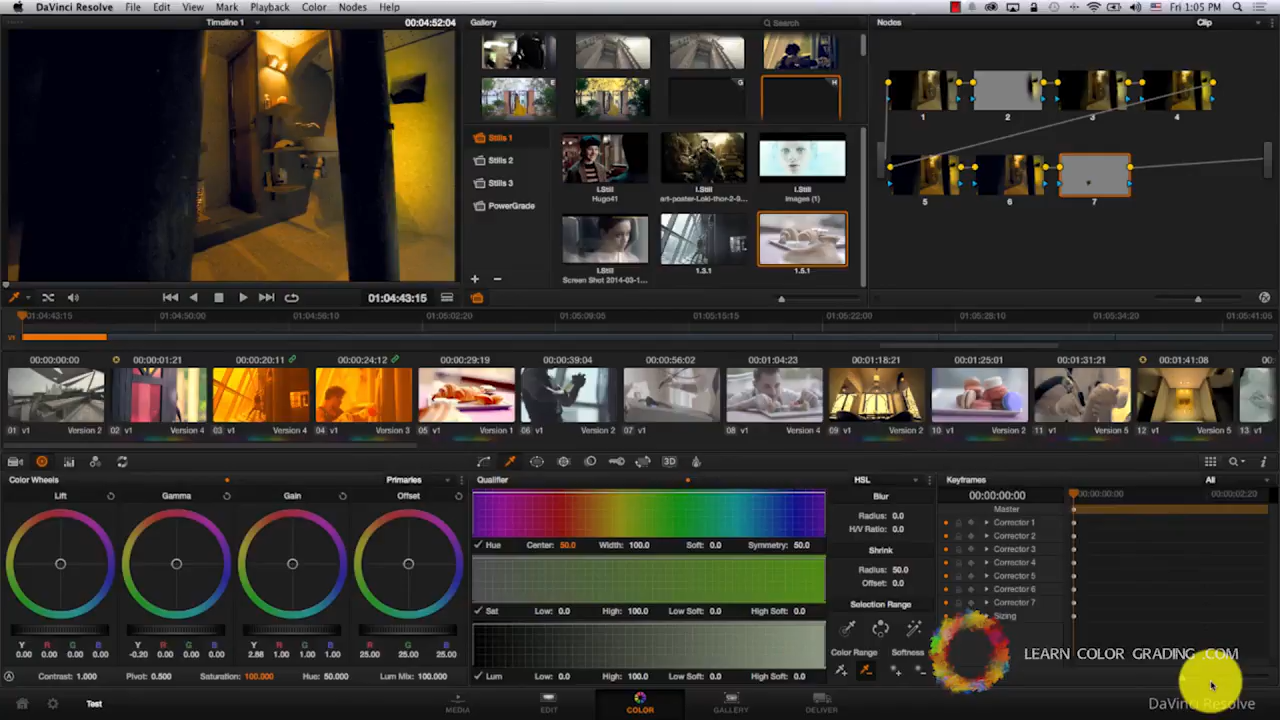 DaVinci Resolve File Edit View Mark Playback Color Nodes Help Fri 1:05 PM
Timeline 1 00:04:52:04 Gallery Search Nodes Clip
E F G H
1 2 3 4
Stills 1
Stills 2
Stills 3
PowerGrade
I.Still I.Still I.Still
Hugo41 art-poster-Loki-thor-2-9... images (1)
5 6 7
I.Still 1.3.1 1.5.1
Screen Shot 2014-03-1...
01:04:43:15
01:04:43:15 01:04:50:00 01:04:56:10 01:05:02:20 01:05:09:05 01:05:15:15 01:05:22:00 01:05:28:10 01:05:34:20 01:05:41:05
V1
00:00:00:00 00:00:01:21 00:00:20:11 00:00:24:12 00:00:29:19 00:00:39:04 00:00:56:02 00:01:04:23 00:01:18:21 00:01:25:01 00:01:31:21 00:01:41:08 00:
01 v1 Version 2 02 v1 Version 4 03 v1 Version 4 04 v1 Version 3 05 v1 Version 1 06 v1 Version 2 07 v1 08 v1 Version 4 09 v1 Version 2 10 v1 Version 2 11 v1 Version 5 12 v1 Version 5 13 v1
3D
Color Wheels Primaries Qualifier HSL Keyframes All
Lift Gamma Gain Offset
Blur
Radius: 0.0
H/V Ratio: 0.0
Shrink
Radius: 50.0
Offset: 0.0
Selection Range
Color Range Softness
Hue Center: 50.0 Width: 100.0 Soft: 0.0 Symmetry: 50.0
Sat Low: 0.0 High: 100.0 Low Soft: 0.0 High Soft: 0.0
Lum Low: 0.0 High: 100.0 Low Soft: 0.0 High Soft: 0.0
00:00:00:00 00:00:00:00 00:00:02:20
Master
Corrector 1
Corrector 2
Corrector 3
Corrector 4
Corrector 5
Corrector 6
Corrector 7
Sizing
Y R G B Y R G B Y R G B R G B
0.00 0.00 0.00 0.00 -0.20 0.00 0.00 0.00 2.88 1.00 1.00 1.00 25.00 25.00 25.00
Contrast: 1.000 Pivot: 0.500 Saturation: 100.000 Hue: 50.000 Lum Mix: 100.000
LEARN COLOR GRADING .COM
Test MEDIA EDIT COLOR GALLERY DELIVER DaVinci Resolve